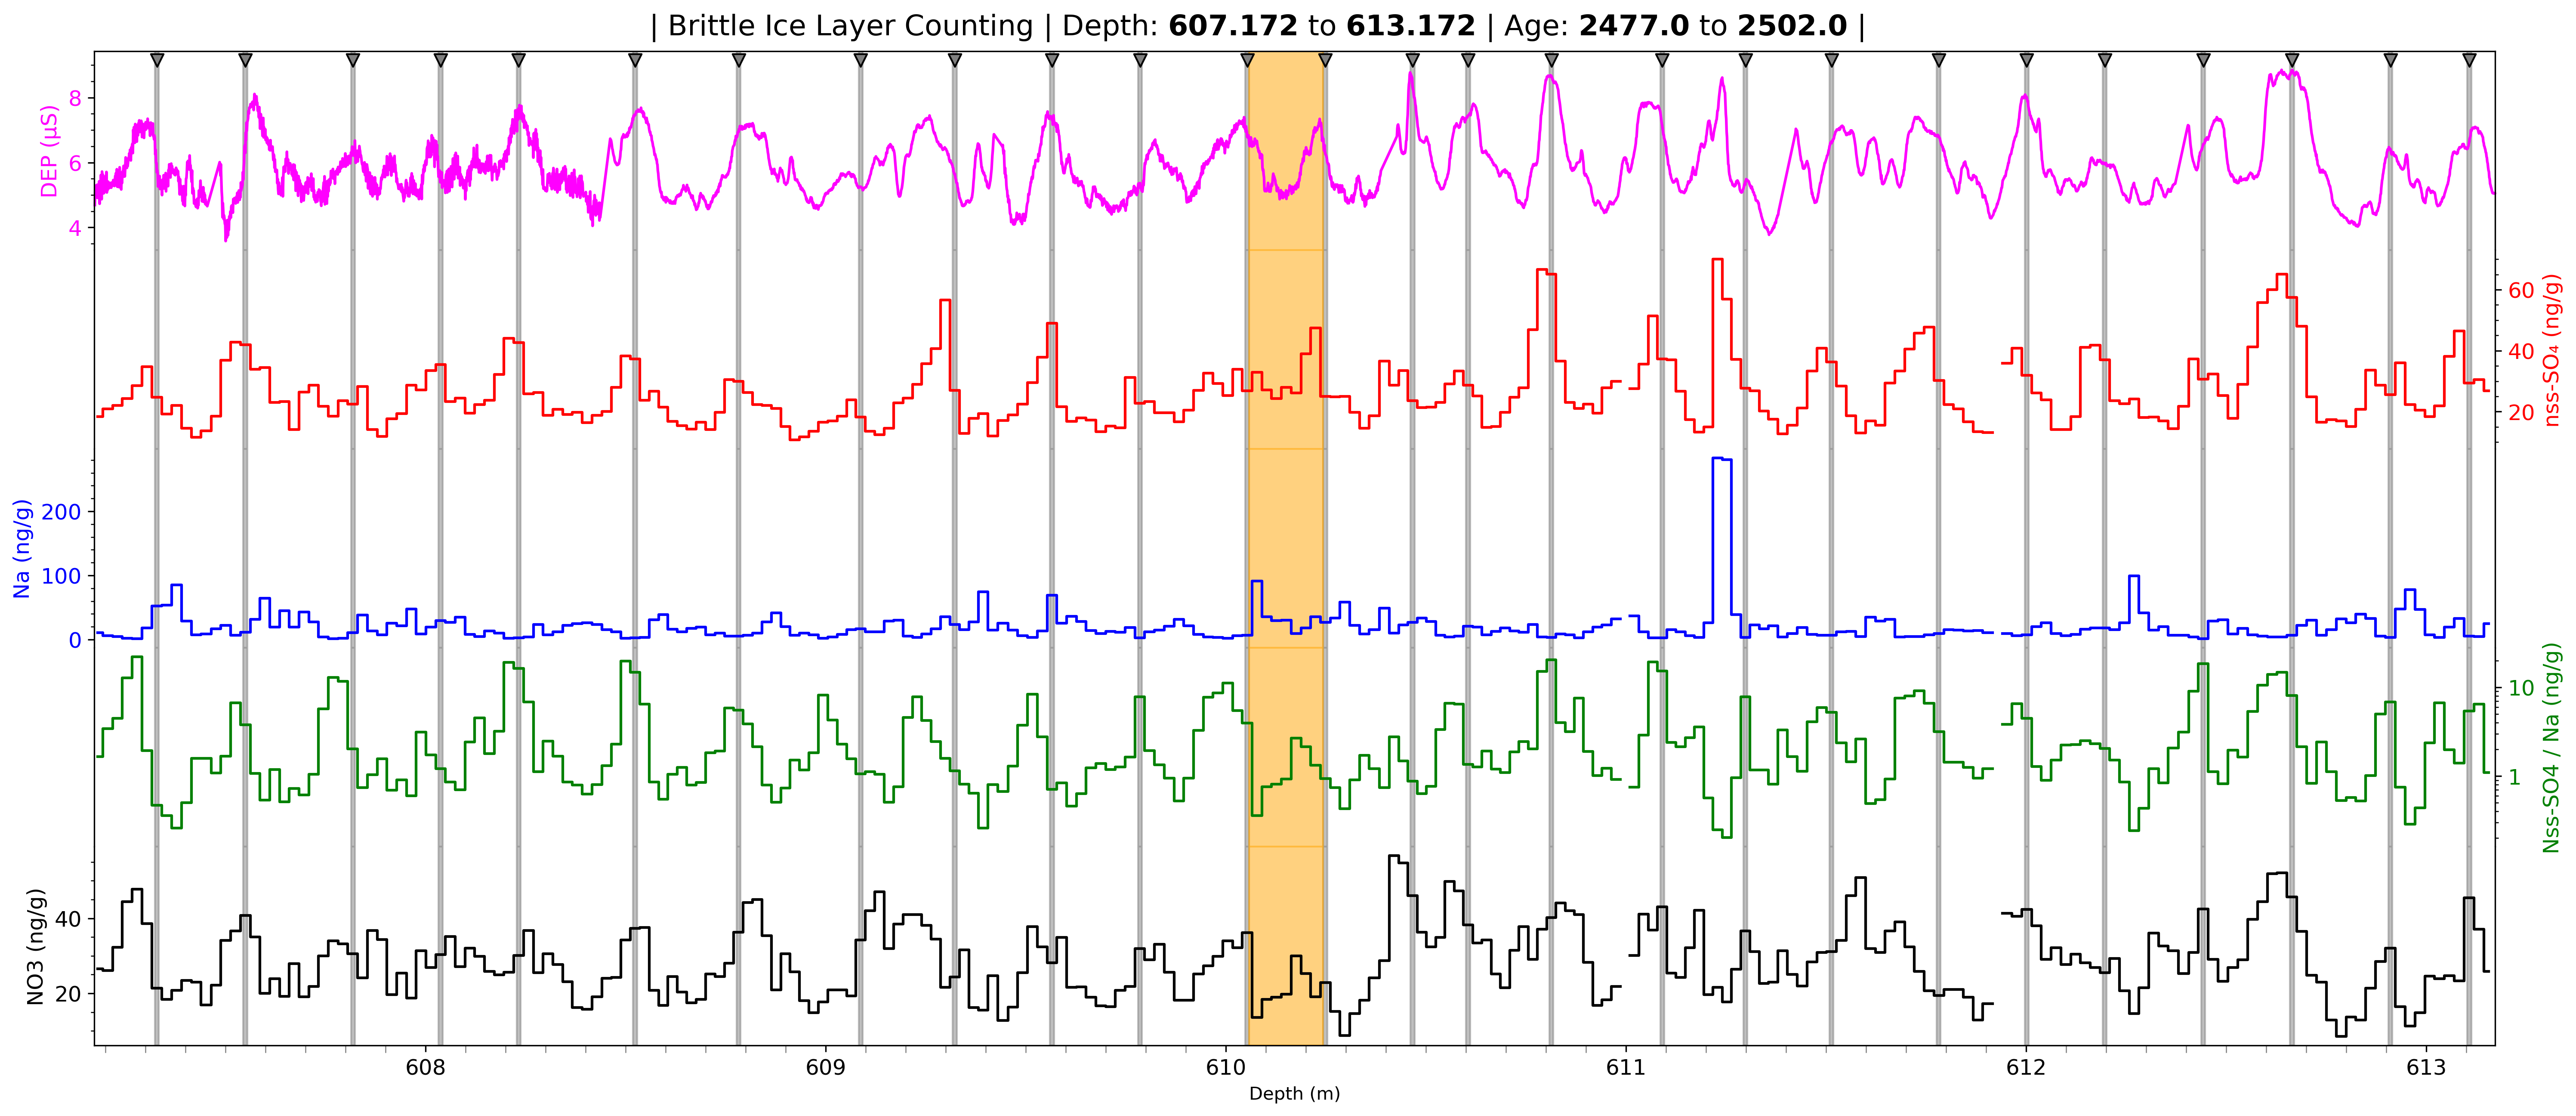 | Brittle Ice Layer Counting | Depth: 607.172 to 613.172 | Age: 2477.0 to 2502.0 |
DEP (µS)
8
6
4
nss-SO₄ (ng/g)
60
40
20
Na (ng/g)
200
100
0
Nss-SO4 / Na (ng/g)
10
1
NO3 (ng/g)
40
20
608 609 610 611 612 613
Depth (m)